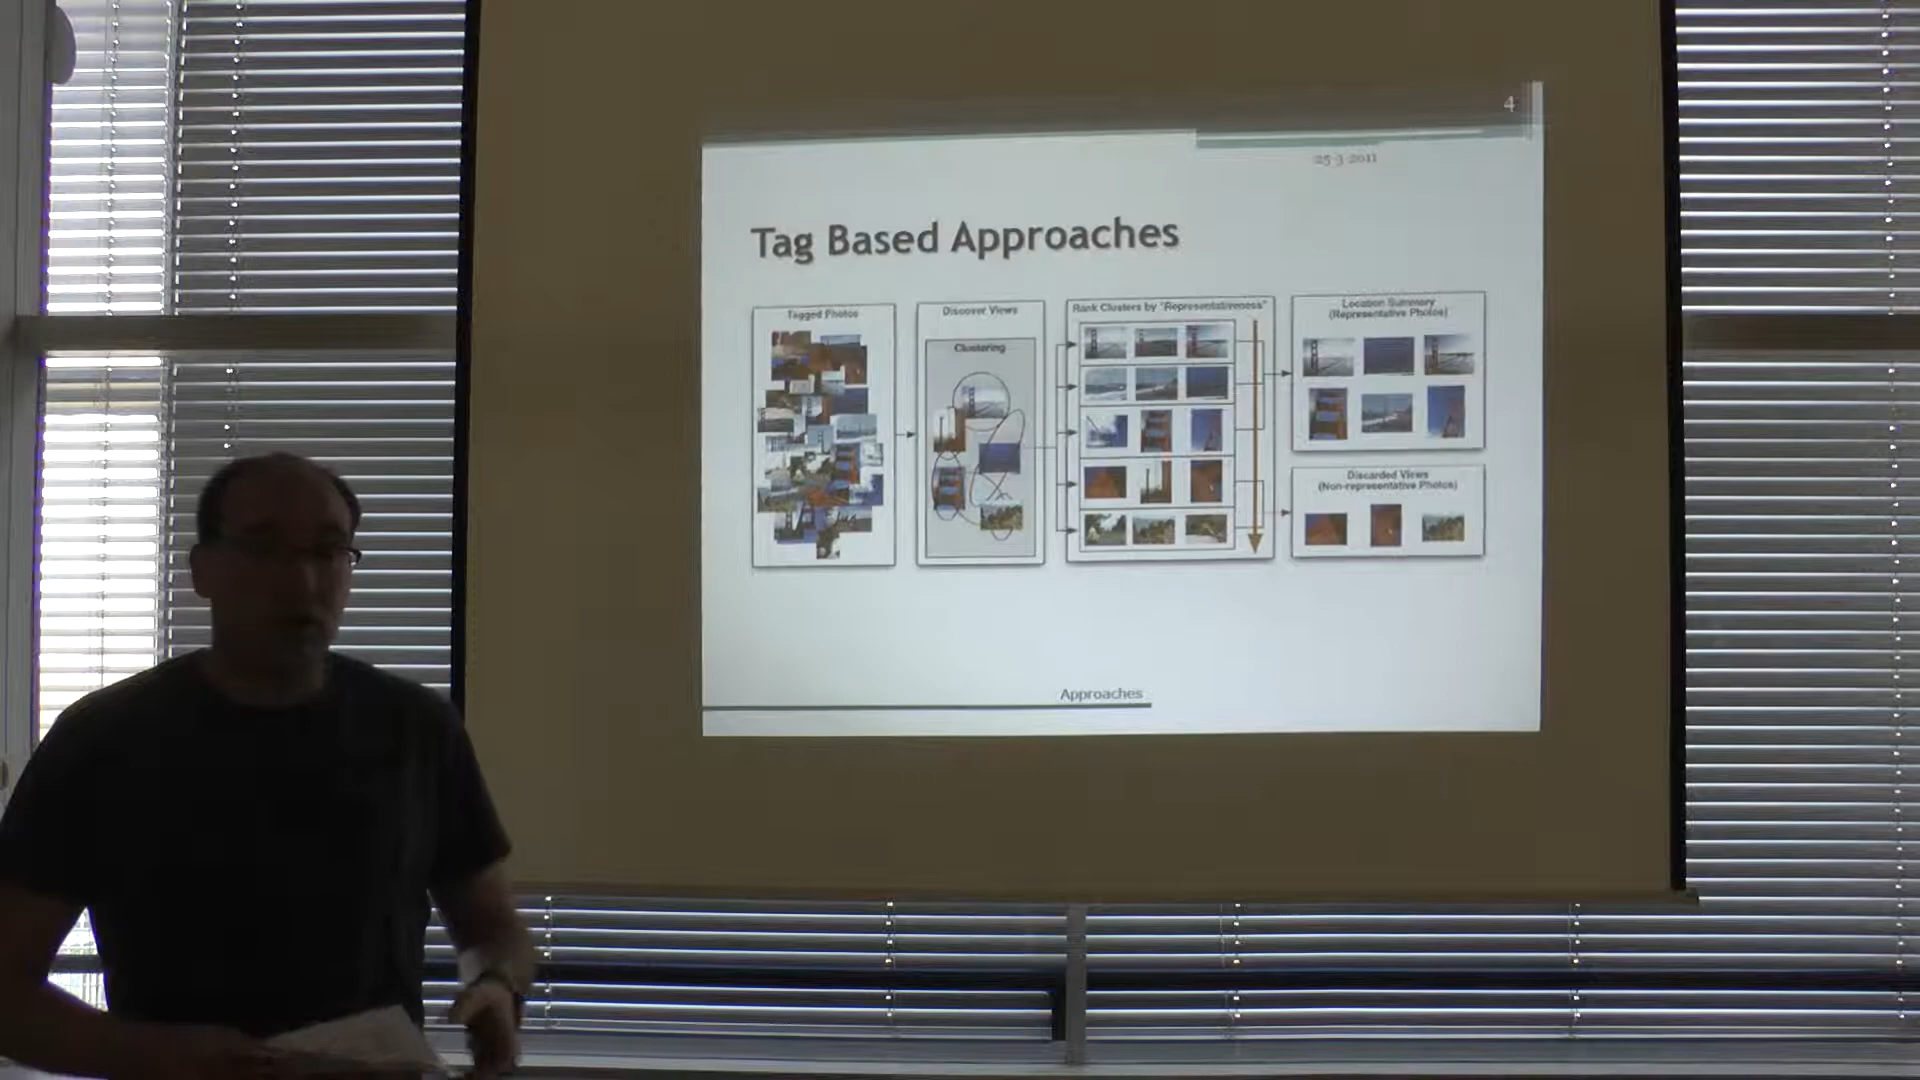 4
25-3-2011
Tag Based Approaches
Tagged Photos
Discover Views
Clustering
Rank Clusters by "Representativeness"
Location Summary
(Representative Photos)
Discarded Views
(Non-representative Photos)
Approaches